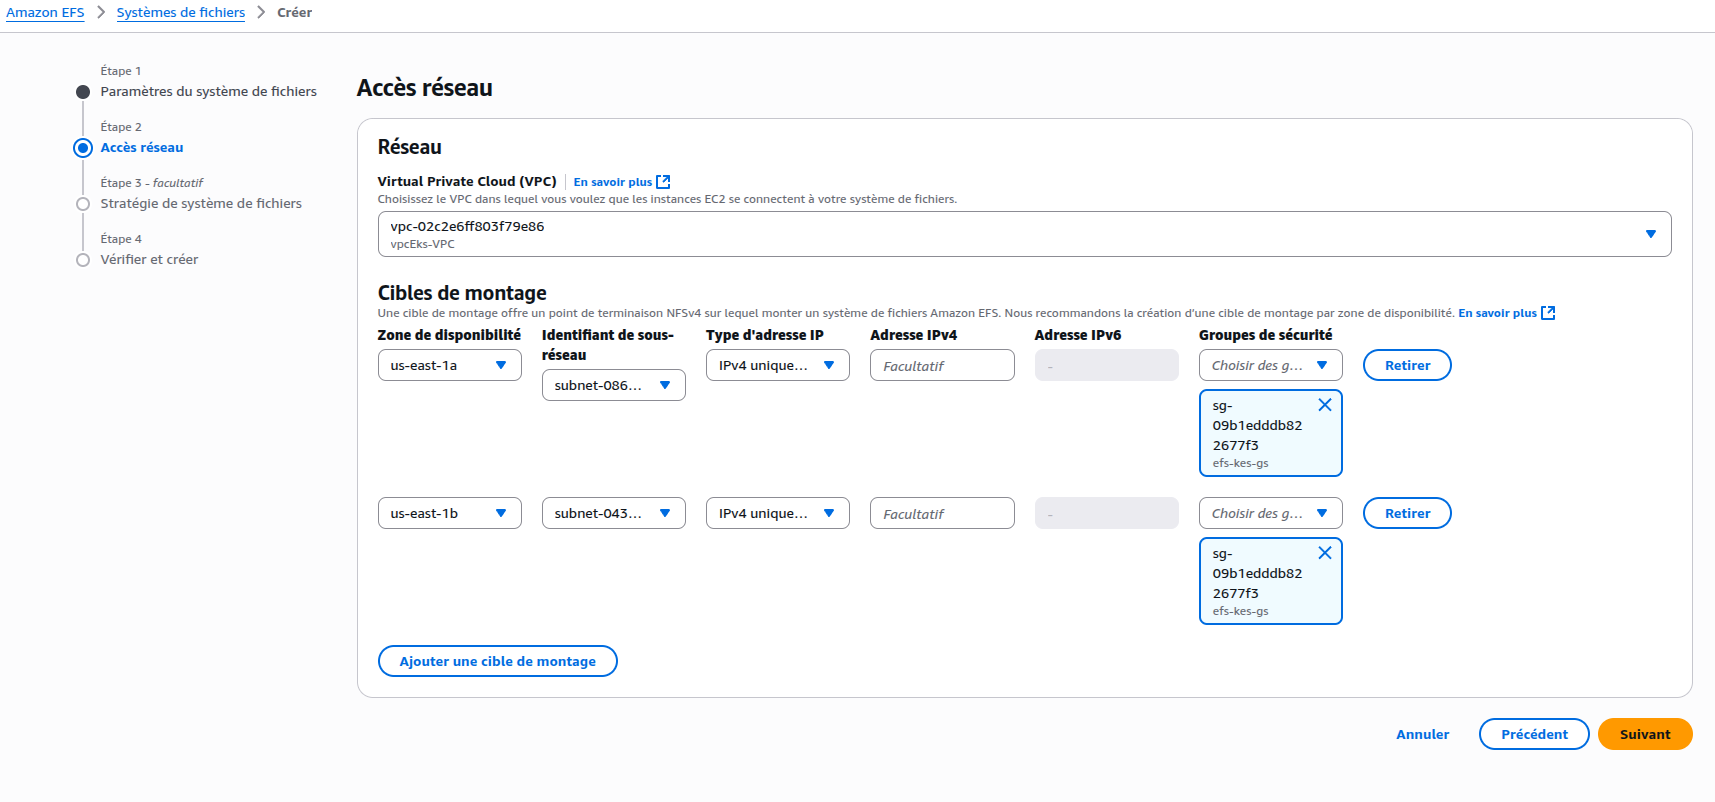 Amazon EFS > Systèmes de fichiers > Créer
Étape 1
Paramètres du système de fichiers
Étape 2
Accès réseau
Étape 3 - facultatif
Stratégie de système de fichiers
Étape 4
Vérifier et créer
Accès réseau
Réseau
Virtual Private Cloud (VPC) | En savoir plus
Choisissez le VPC dans lequel vous voulez que les instances EC2 se connectent à votre système de fichiers.
vpc-02c2e6ff803f79e86
vpcEks-VPC
Cibles de montage
Une cible de montage offre un point de terminaison NFSv4 sur lequel monter un système de fichiers Amazon EFS. Nous recommandons la création d'une cible de montage par zone de disponibilité. En savoir plus
Zone de disponibilité
Identifiant de sous-
réseau
Type d'adresse IP
Adresse IPv4
Adresse IPv6
Groupes de sécurité
us-east-1a
subnet-086...
IPv4 unique...
Facultatif
-
Choisir des g...
Retirer
sg-
09b1edddb82
2677f3
efs-kes-gs
us-east-1b
subnet-043...
IPv4 unique...
Facultatif
-
Choisir des g...
Retirer
sg-
09b1edddb82
2677f3
efs-kes-gs
Ajouter une cible de montage
Annuler
Précédent
Suivant